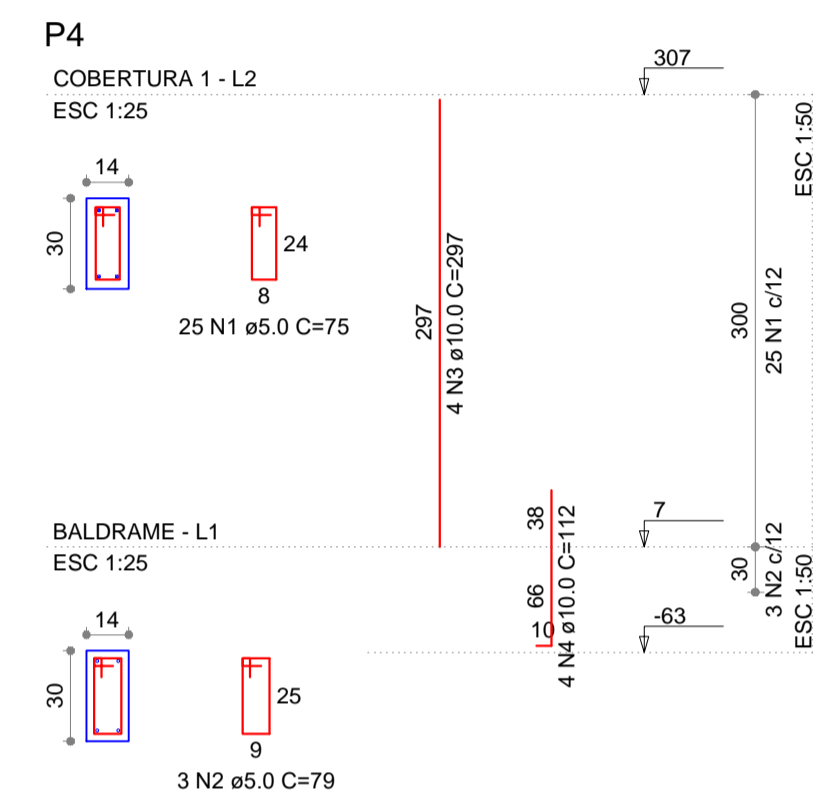 P4
COBERTURA 1 - L2
ESC 1:25
307
ESC 1:50
14
30
24
8
25 N1 ø5.0 C=75
297
4 N3 ø10.0 C=297
300
25 N1 c/12
BALDRAME - L1
ESC 1:25
38
66
10
4 N4 ø10.0 C=112
7
30
3 N2 c/12
ESC 1:50
-63
14
30
25
9
3 N2 ø5.0 C=79